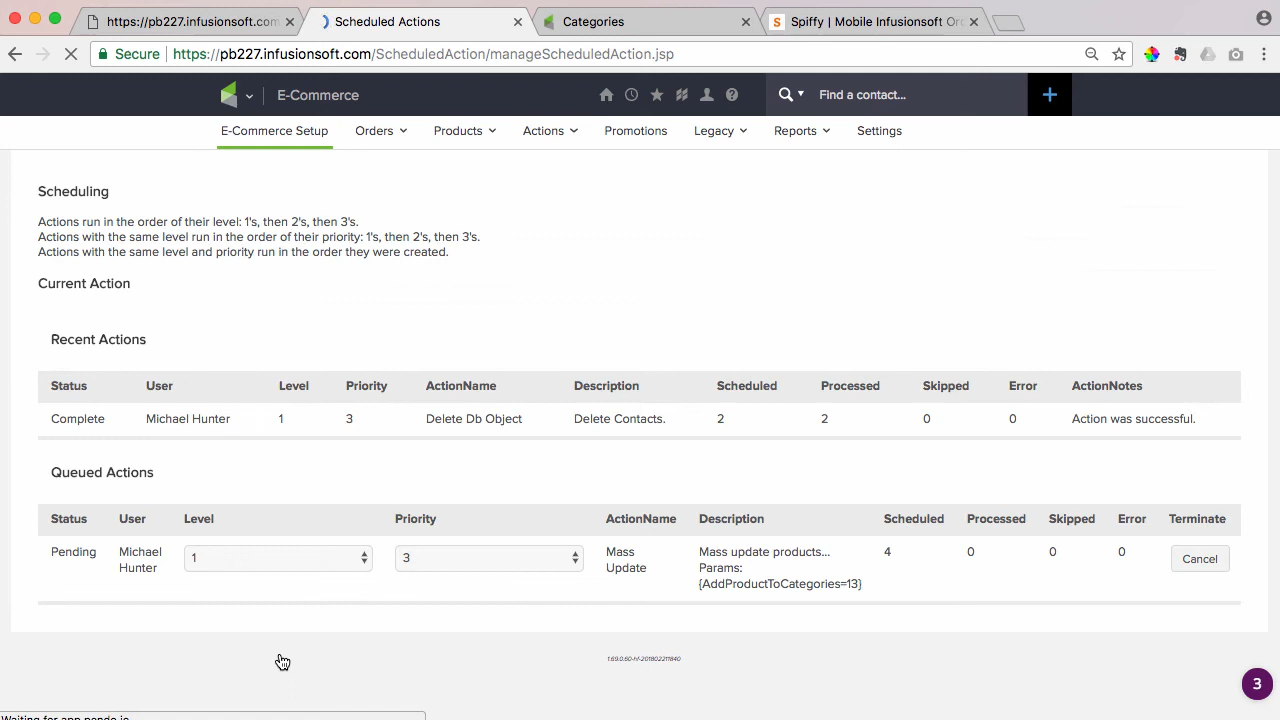 https://pb227.infusionsoft.com
Scheduled Actions
Categories
Spiffy | Mobile Infusionsoft Or
Secure
https://pb227.infusionsoft.com/ScheduledAction/manageScheduledAction.jsp
E-Commerce
Find a contact...
E-Commerce Setup
Orders
Products
Actions
Promotions
Legacy
Reports
Settings
Scheduling
Actions run in the order of their level: 1's, then 2's, then 3's.
Actions with the same level run in the order of their priority: 1's, then 2's, then 3's.
Actions with the same level and priority run in the order they were created.
Current Action
Recent Actions
Status User Level Priority ActionName Description Scheduled Processed Skipped Error ActionNotes
Complete Michael Hunter 1 3 Delete Db Object Delete Contacts. 2 2 0 0 Action was successful.
Queued Actions
Status User Level Priority ActionName Description Scheduled Processed Skipped Error Terminate
Pending Michael 1 3 Mass Mass update products... 4 0 0 0 Cancel
Hunter Update Params:
{AddProductToCategories=13}
1.69.0.60-hf-201802211840
3
Waiting for app.pendo.io